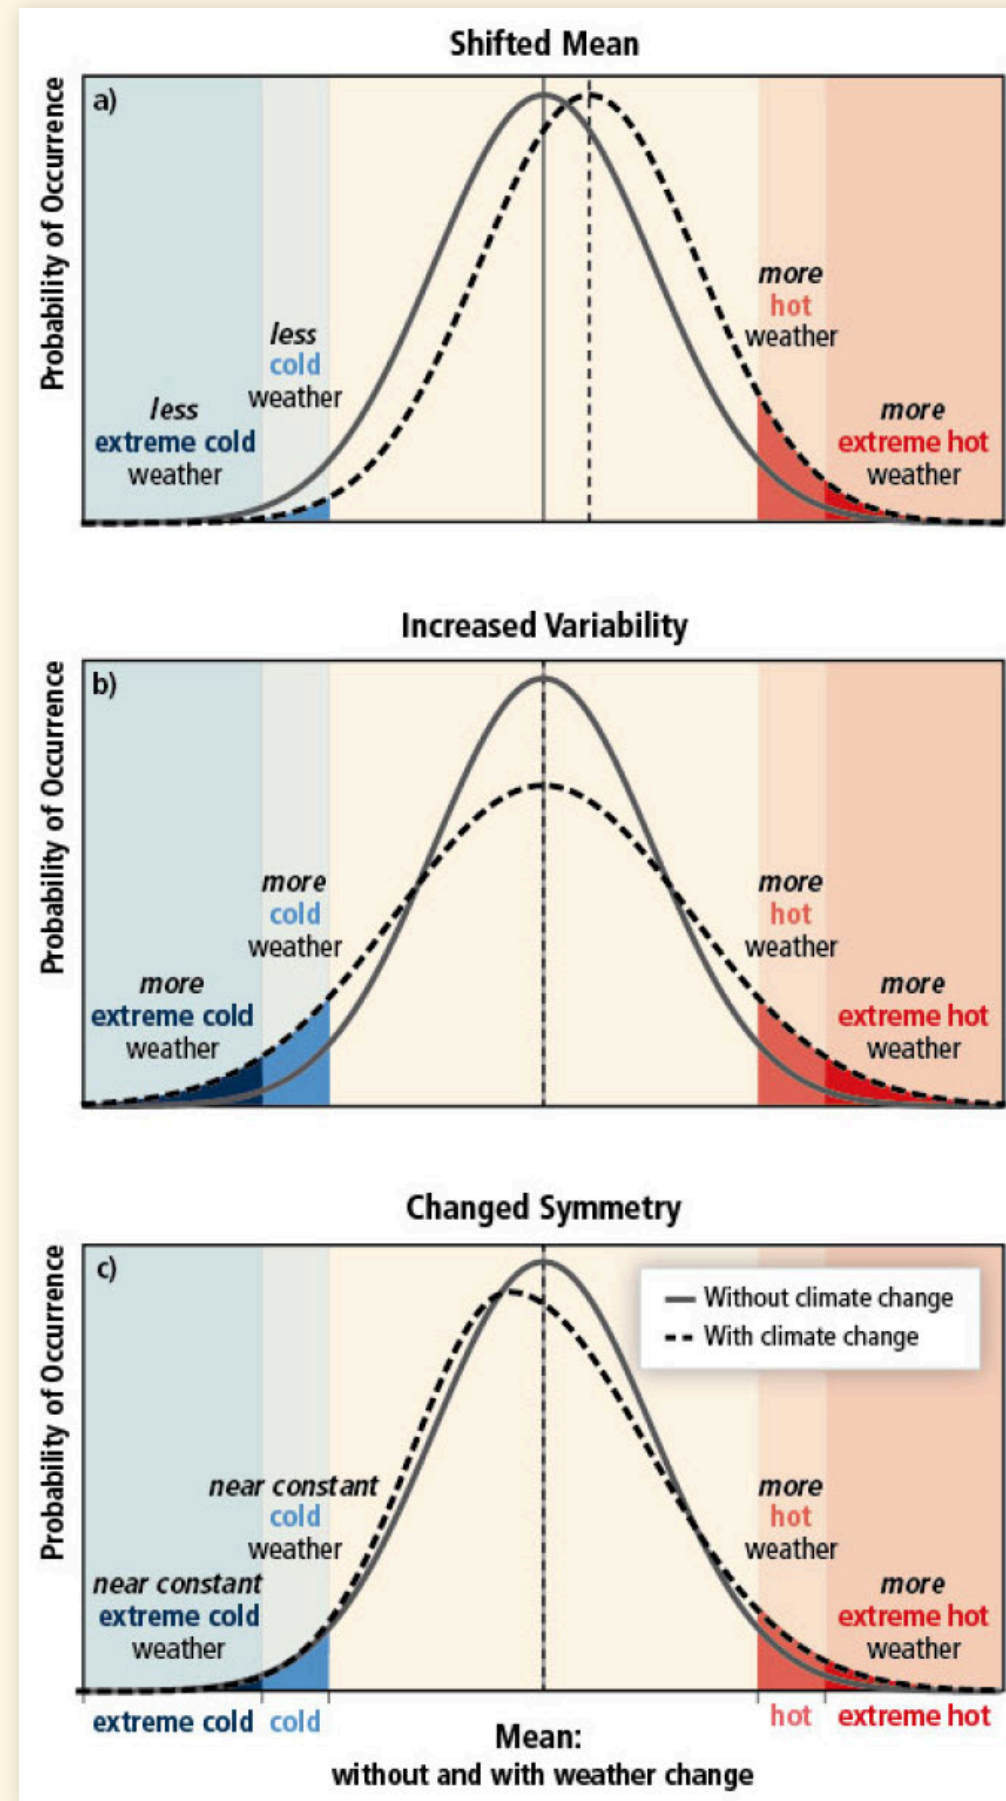 Shifted Mean
a)
Probability of Occurrence
less
cold
weather
less
extreme cold
weather
more
hot
weather
more
extreme hot
weather
Increased Variability
b)
Probability of Occurrence
more
cold
weather
more
extreme cold
weather
more
hot
weather
more
extreme hot
weather
Changed Symmetry
c)
Probability of Occurrence
Without climate change
With climate change
near constant
cold
weather
near constant
extreme cold
weather
more
hot
weather
more
extreme hot
weather
extreme cold cold hot extreme hot
Mean:
without and with weather change